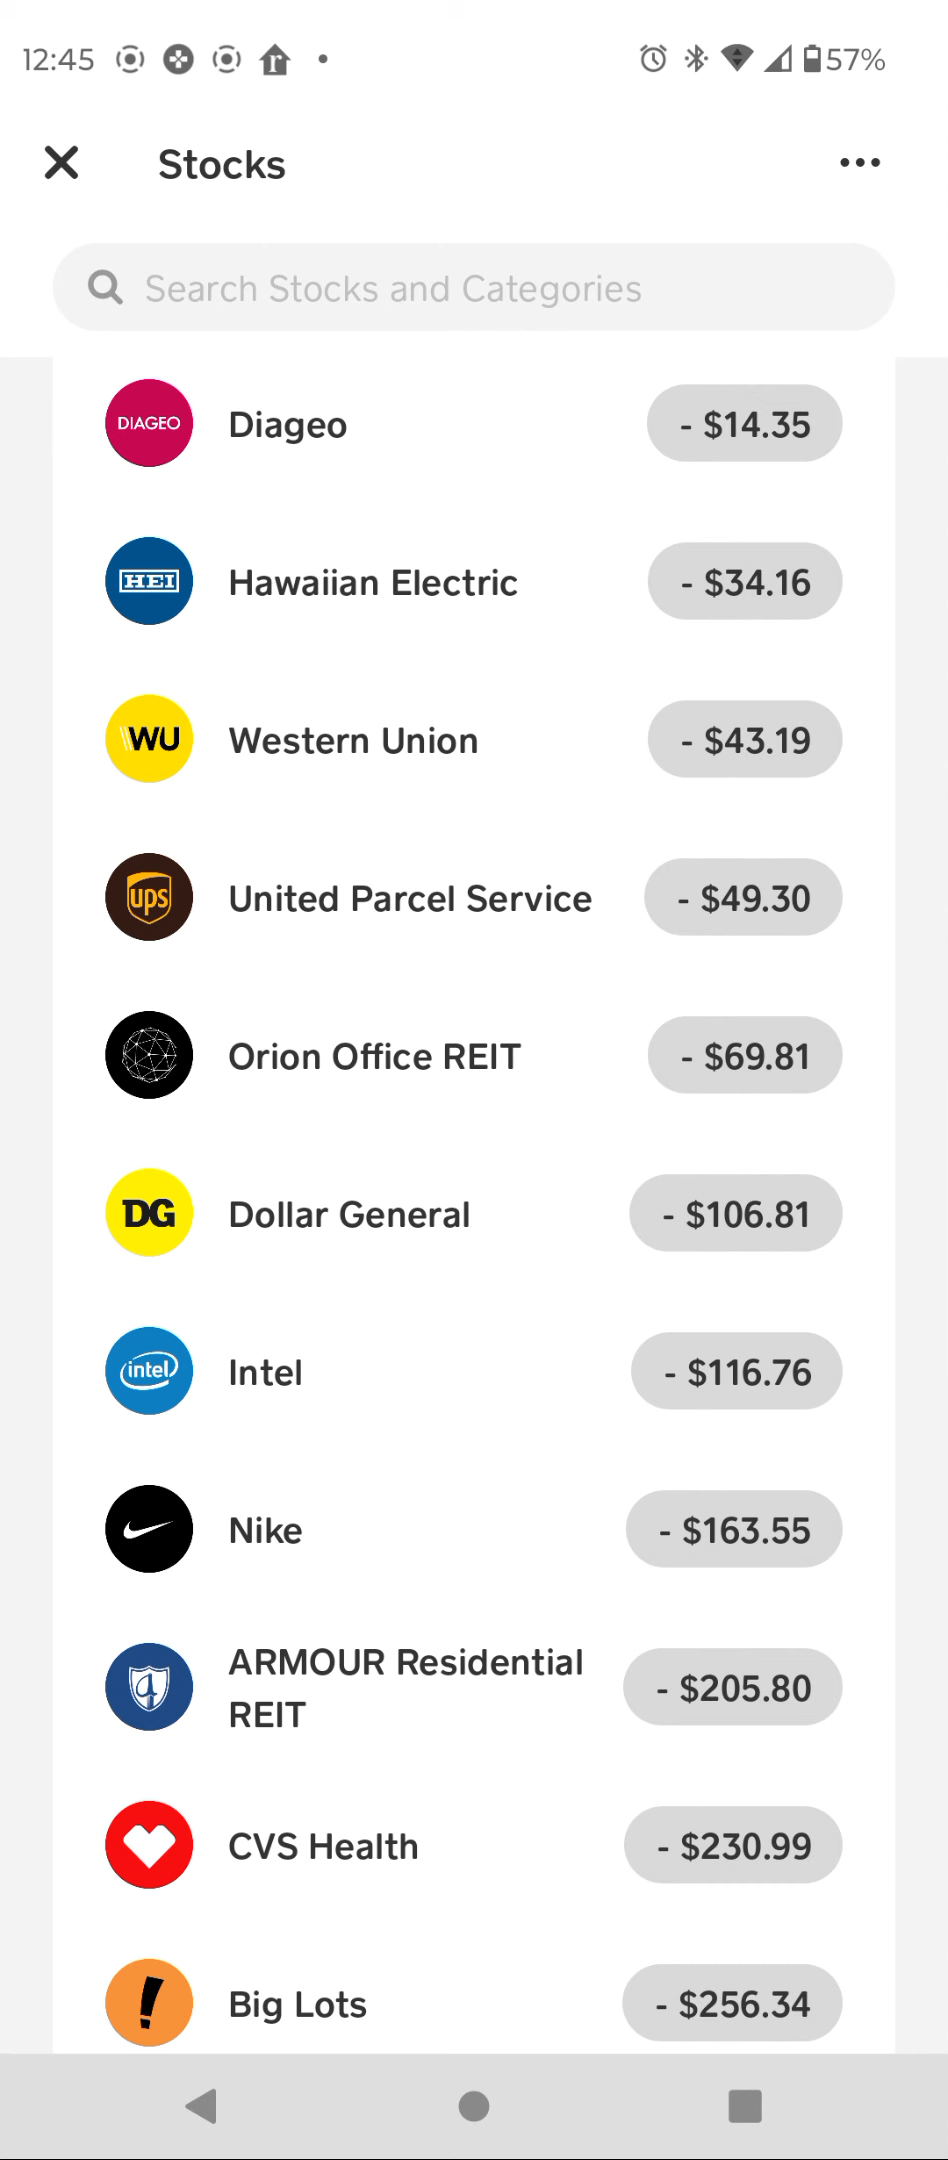 12:45
57%
Stocks
Search Stocks and Categories
DIAGEO
Diageo
- $14.35
HEI
Hawaiian Electric
- $34.16
WU
Western Union
- $43.19
ups
United Parcel Service
- $49.30
Orion Office REIT
- $69.81
DG
Dollar General
- $106.81
intel
Intel
- $116.76
Nike
- $163.55
ARMOUR Residential
REIT
- $205.80
CVS Health
- $230.99
!
Big Lots
- $256.34